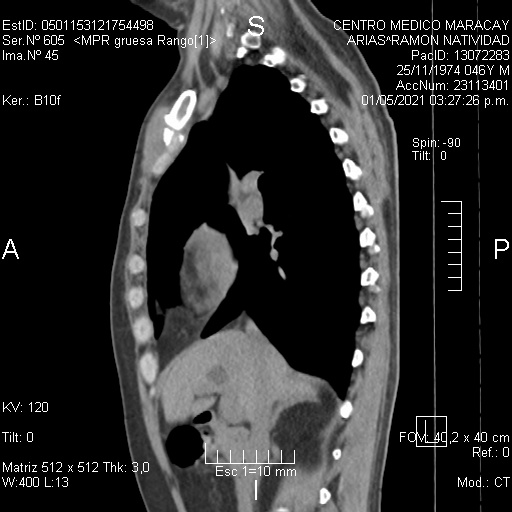 EstID: 0501153121754498
Ser.Nº 605 <MPR gruesa Rango[1]>
Ima.Nº 45
Ker.: B10f
S
CENTRO MEDICO MARACAY
ARIAS^RAMON NATIVIDAD
PacID: 13072283
25/11/1974 046Y M
AccNum: 23113401
01/05/2021 03:27:26 p.m.
Spin: -90
Tilt: 0
A
P
KV: 120
Tilt: 0
Matriz 512 x 512 Thk: 3,0
W:400 L:13
Esc 1=10 mm
I
FOM: 40,2 x 40 cm
Ref.: 0
Mod.: CT